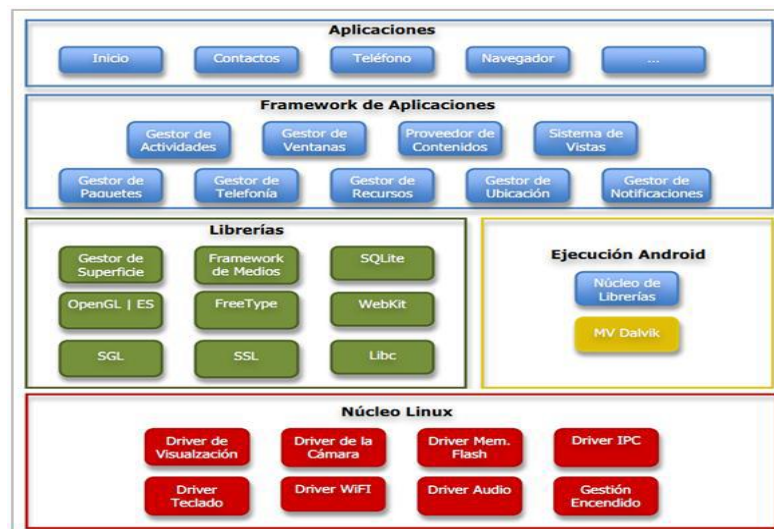 Aplicaciones
Inicio
Contactos
Teléfono
Navegador
...
Framework de Aplicaciones
Gestor de
Actividades
Gestor de
Ventanas
Proveedor de
Contenidos
Sistema de
Vistas
Gestor de
Paquetes
Gestor de
Telefonía
Gestor de
Recursos
Gestor de
Ubicación
Gestor de
Notificaciones
Librerías
Gestor de
Superficie
Framework
de Medios
SQLite
OpenGL | ES
FreeType
WebKit
SGL
SSL
Libc
Ejecución Android
Núcleo de
Librerías
MV Dalvik
Núcleo Linux
Driver de
Visualzación
Driver de la
Cámara
Driver Mem.
Flash
Driver IPC
Driver
Teclado
Driver WiFI
Driver Audio
Gestión
Encendido